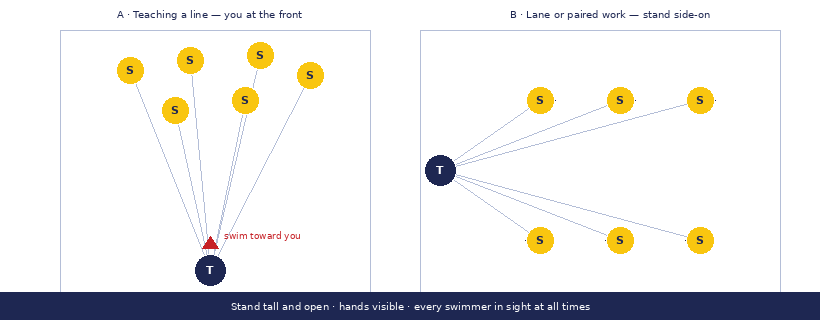 A · Teaching a line — you at the front
B · Lane or paired work — stand side-on
S
S
S
S
S
S
swim toward you
T
S
S
S
T
S
S
S
Stand tall and open · hands visible · every swimmer in sight at all times